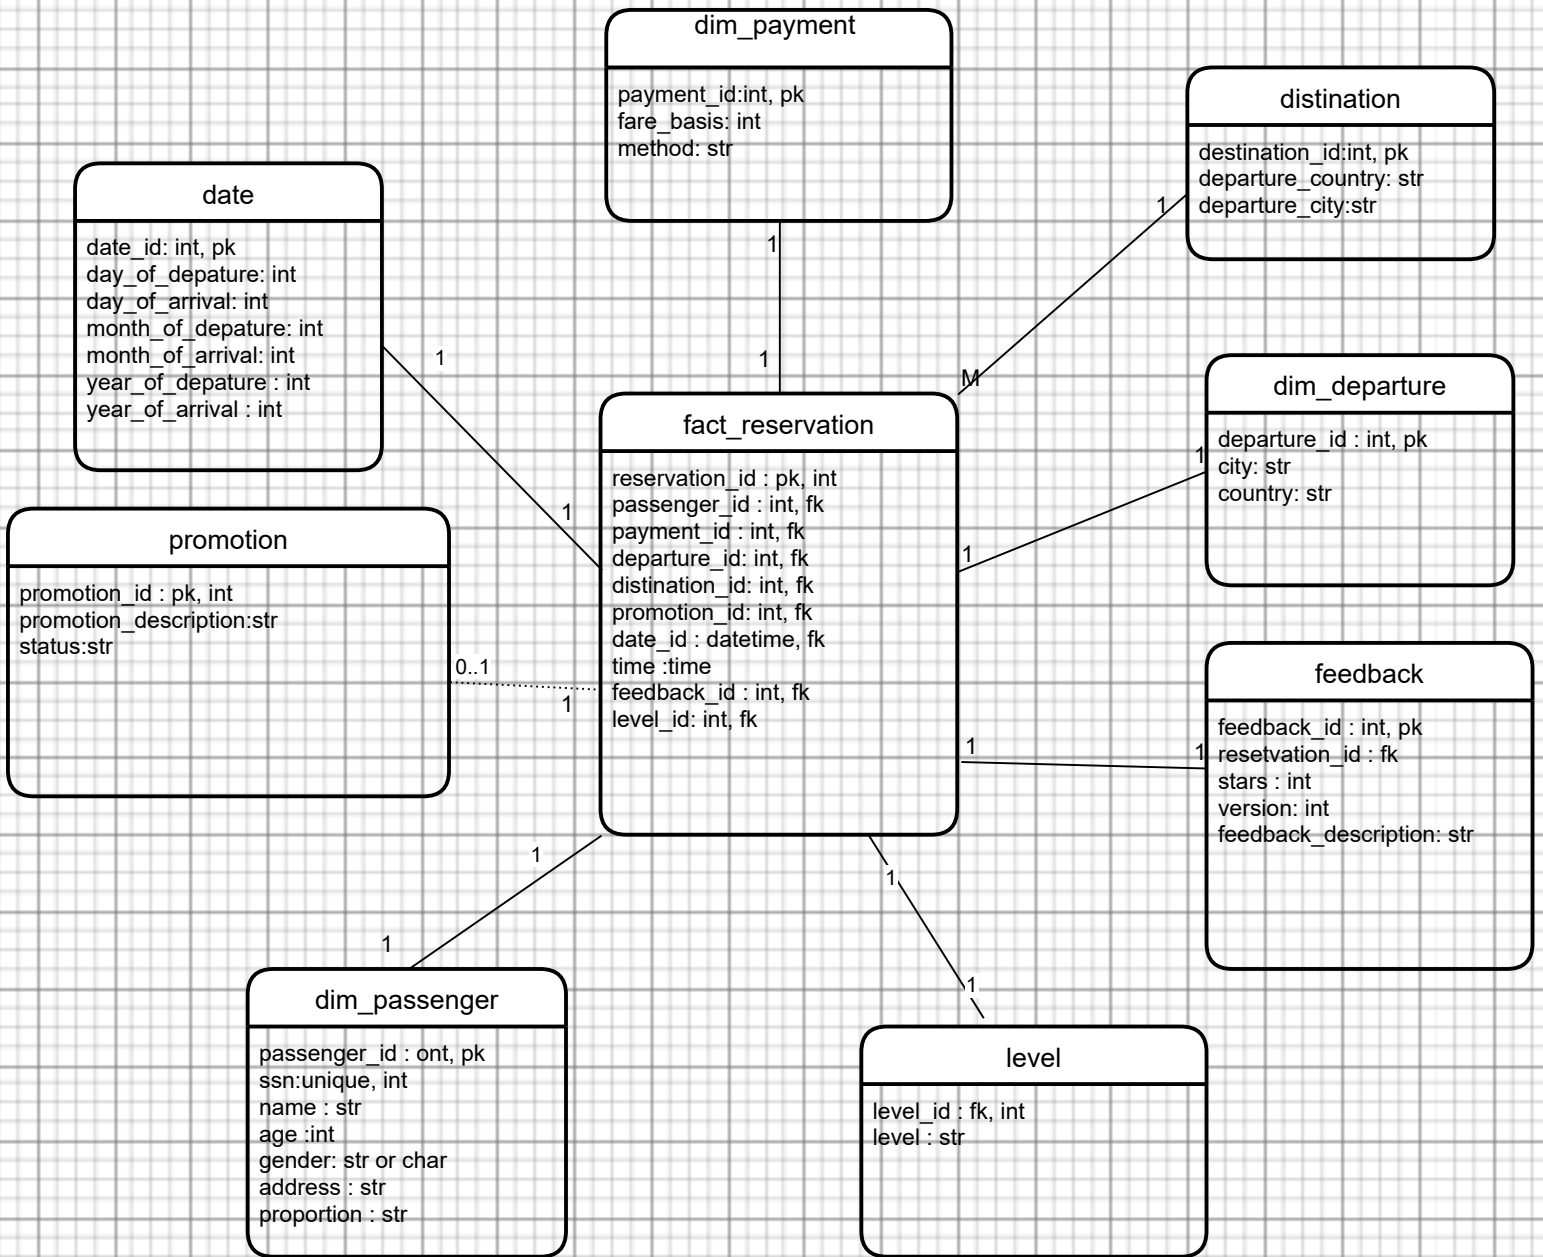 dim_payment
payment_id:int, pk
fare_basis: int
method: str
distination
destination_id:int, pk
departure_country: str
departure_city:str
date
date_id: int, pk
day_of_depature: int
day_of_arrival: int
month_of_depature: int
month_of_arrival: int
year_of_depature : int
year_of_arrival : int
1
1
1
1
M
1
1
dim_departure
departure_id : int, pk
city: str
country: str
1
1
fact_reservation
reservation_id : pk, int
passenger_id : int, fk
payment_id : int, fk
departure_id: int, fk
distination_id: int, fk
promotion_id: int, fk
date_id : datetime, fk
time :time
feedback_id : int, fk
level_id: int, fk
promotion
promotion_id : pk, int
promotion_description:str
status:str
0..1
1
feedback
feedback_id : int, pk
resetvation_id : fk
stars : int
version: int
feedback_description: str
1
1
1
1
1
1
dim_passenger
passenger_id : ont, pk
ssn:unique, int
name : str
age :int
gender: str or char
address : str
proportion : str
level
level_id : fk, int
level : str